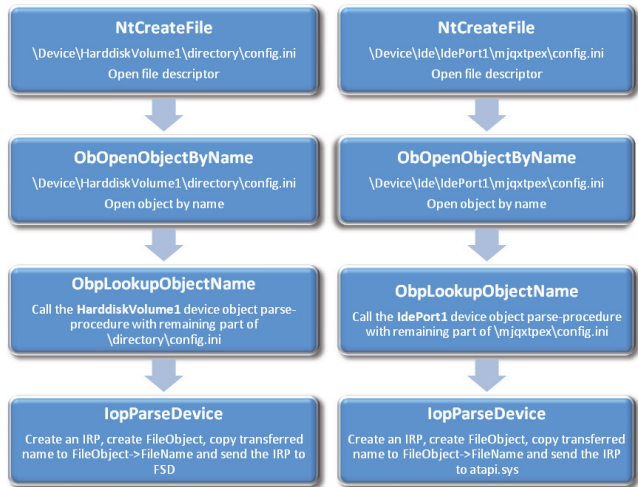 NtCreateFile
\Device\HarddiskVolume1\directory\config.ini
Open file descriptor
ObOpenObjectByName
\Device\HarddiskVolume1\directory\config.ini
Open object by name
ObpLookupObjectName
Call the HarddiskVolume1 device object parse-
procedure with remaining part of
\directory\config.ini
IopParseDevice
Create an IRP, create FileObject, copy transferred
name to FileObject->FileName and send the IRP to
FSD
NtCreateFile
\Device\Ide\IdePort1\mjqxtpex\config.ini
Open file descriptor
ObOpenObjectByName
\Device\Ide\IdePort1\mjqxtpex\config.ini
Open object by name
ObpLookupObjectName
Call the IdePort1 device object parse-procedure
with remaining part of \mjqxtpex\config.ini
IopParseDevice
Create an IRP, create FileObject, copy transferred
name to FileObject->FileName and send the IRP
to atapi.sys